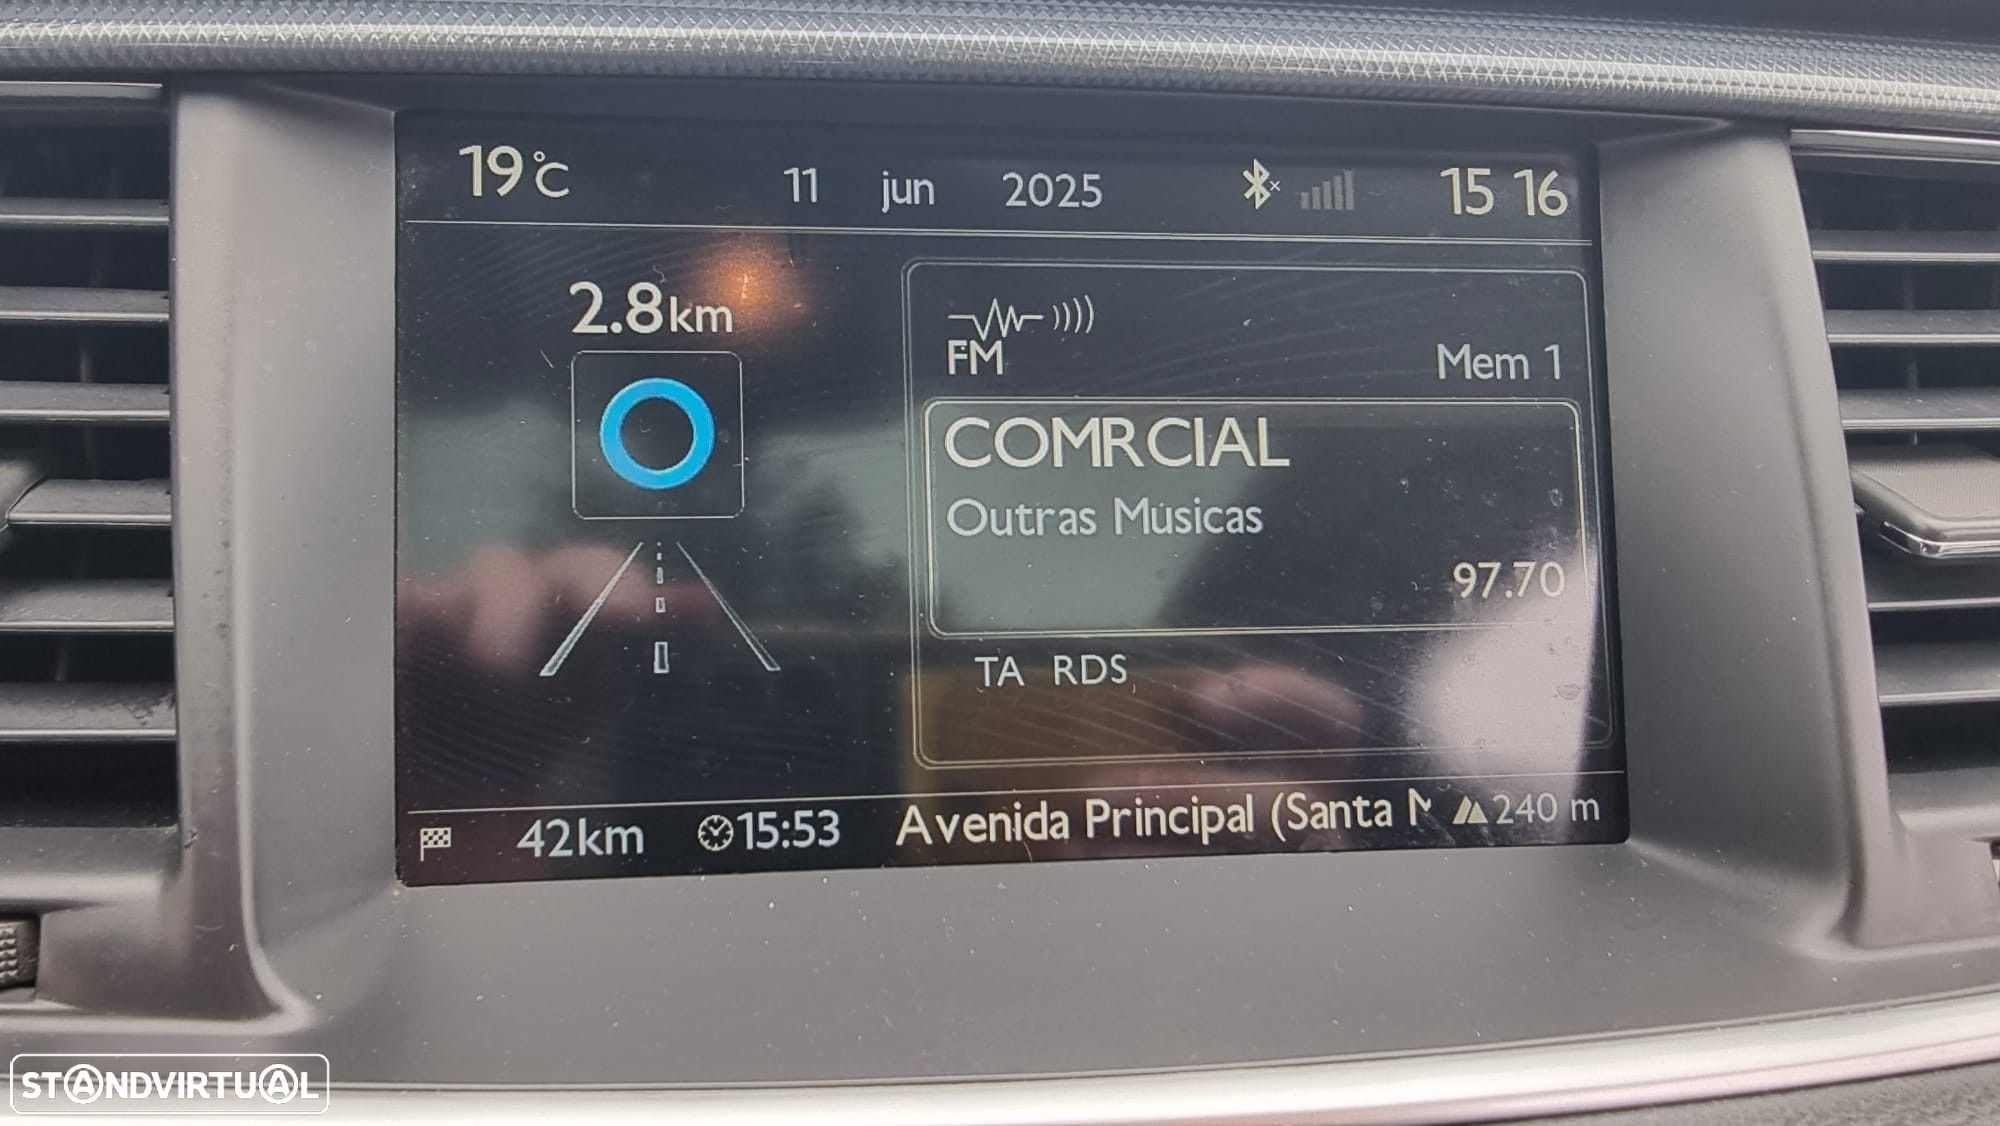 19°C 11 jun 2025 15 16
2.8km
FM
Mem 1
COMRCIAL
Outras Músicas
97.70
TA RDS
42km 15:53 Avenida Principal (Santa 240 m
STANDVIRTUAL